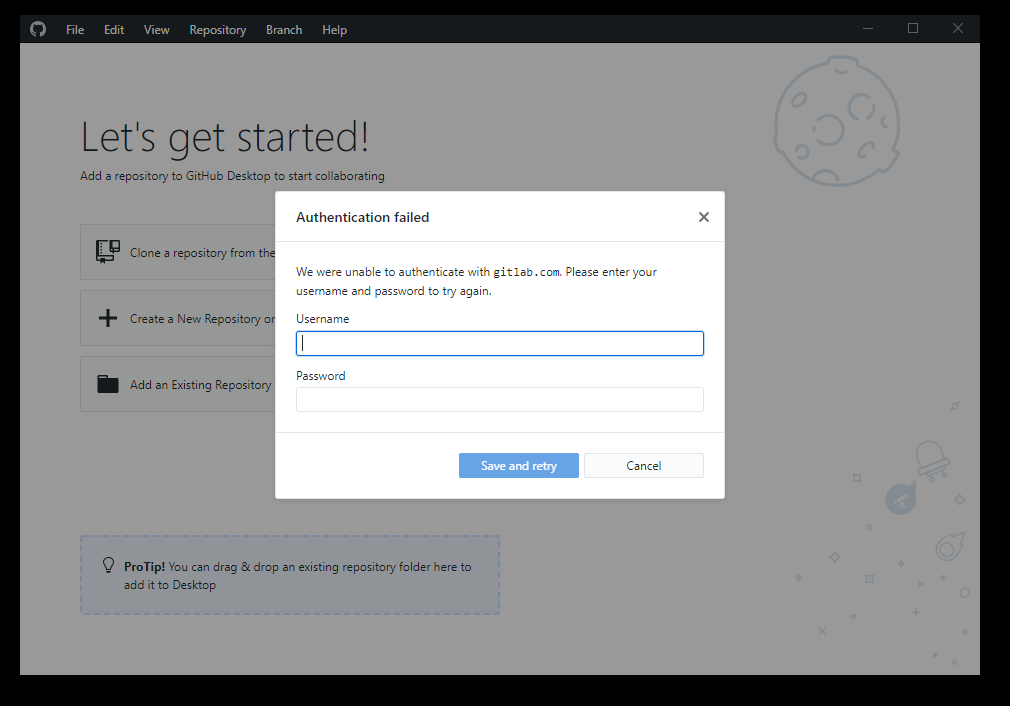 File Edit View Repository Branch Help
Let's get started!
Add a repository to GitHub Desktop to start collaborating
Clone a repository from the
Create a New Repository or
Add an Existing Repository
Authentication failed
We were unable to authenticate with gitlab.com. Please enter your
username and password to try again.
Username
Password
Save and retry Cancel
ProTip! You can drag & drop an existing repository folder here to
add it to Desktop